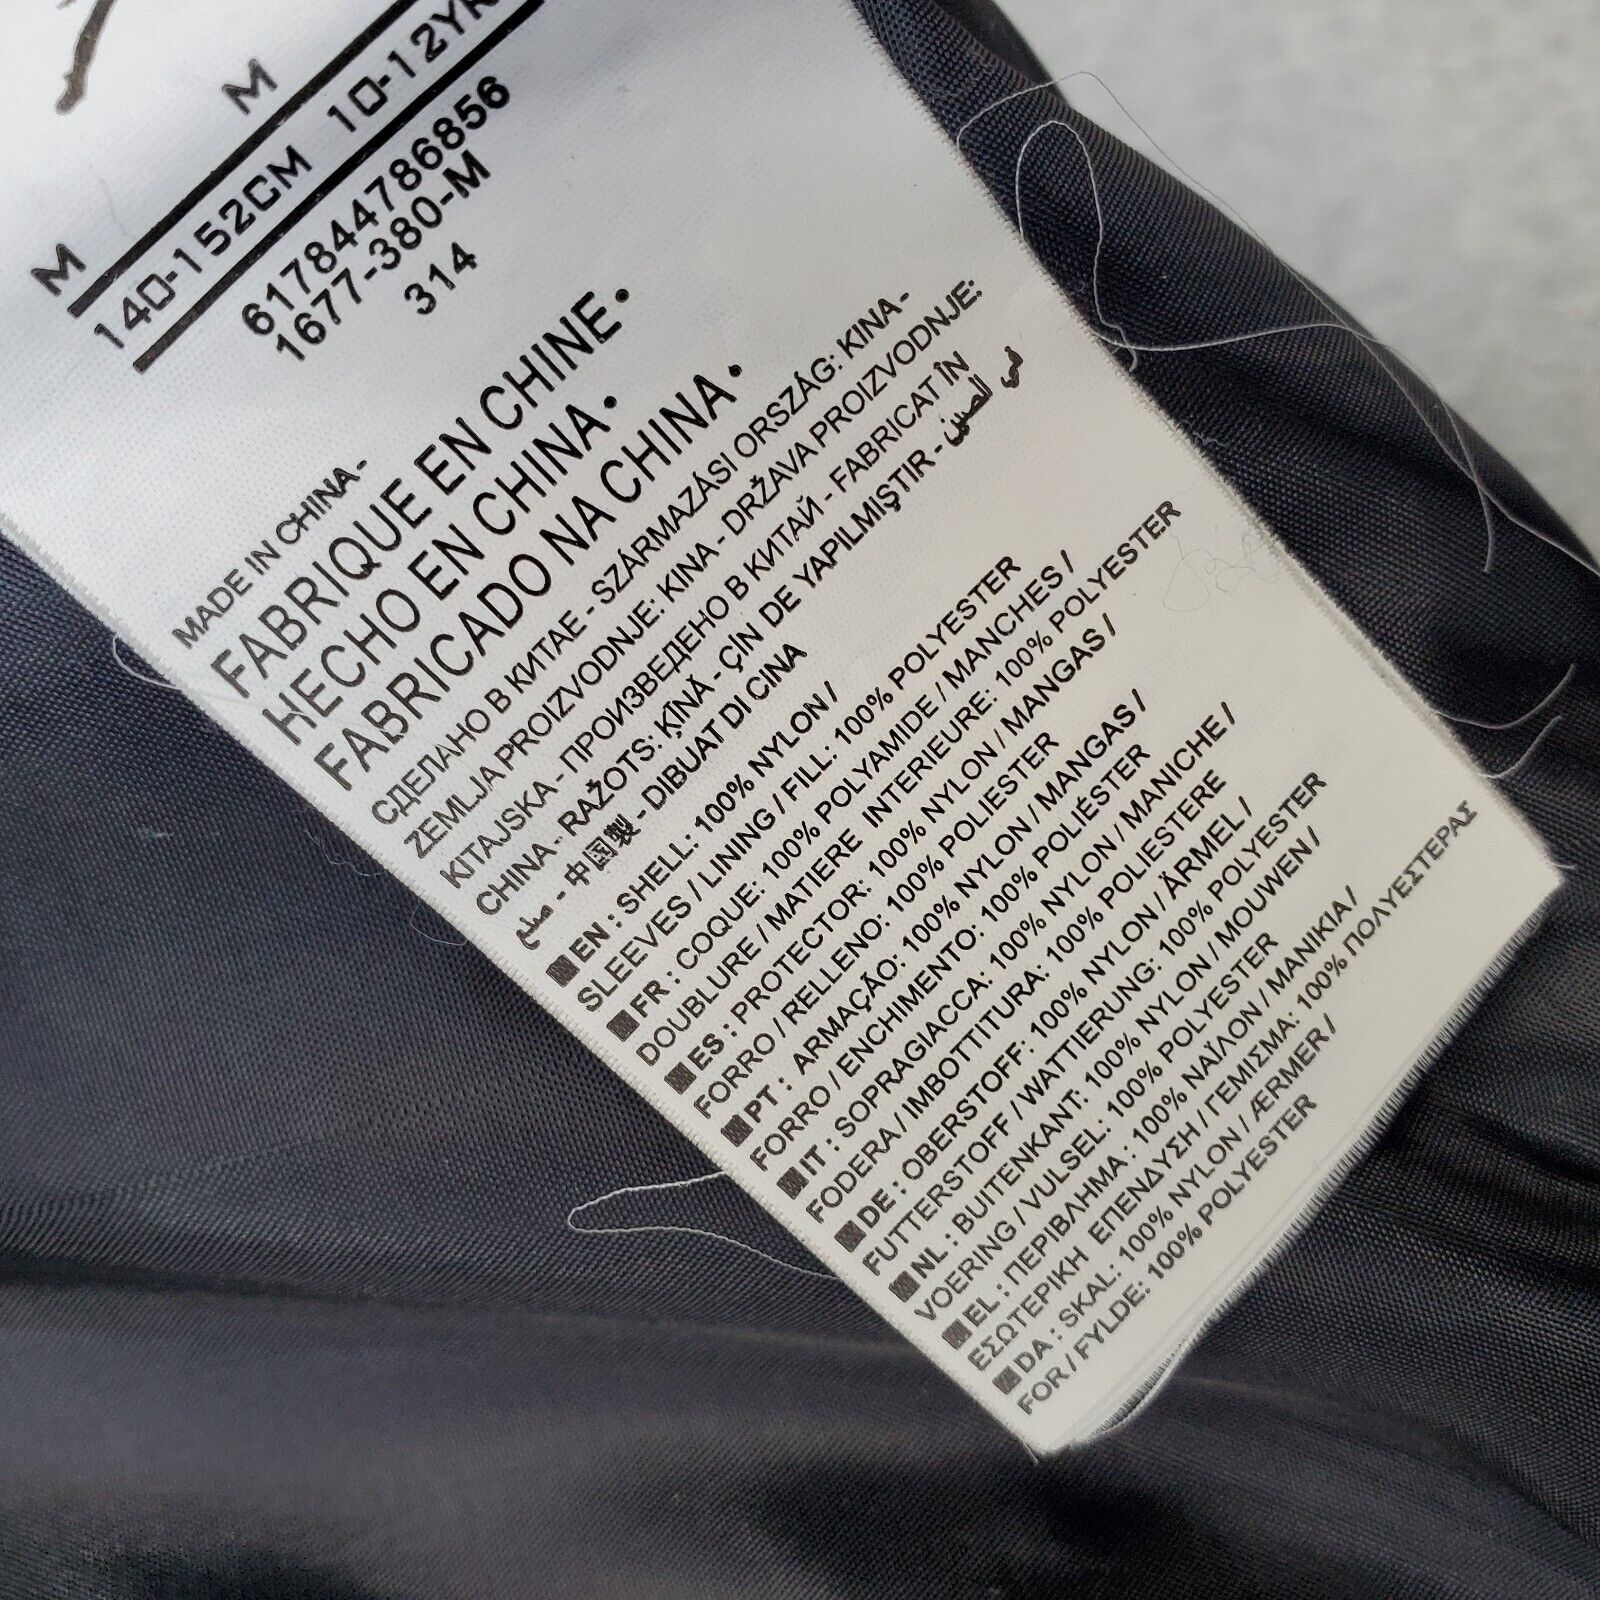 M
M
140-152CM 10-12YR
617844786856
1677-380-M
314
MADE IN CHINA-
FABRIQUE EN CHINE•
HECHO EN CHINA•
FABRICADO NA CHINA•
СДЕЛАНО В КИТАЕ - SZÁRMAZÁSI ORSZÁG: KINA -
ZEMLJA PROIZVODNJE: KINA - DRŽAVA PROIZVODNJE:
KITAJSKA - ПРОИЗВЕДЕНО В КИТАЙ - FABRICAT ÎN
CHINA - RAŽOTS: ĶĪNĀ - ÇİN DE YAPILMIŞTIR - في الصين
صنع - 中国製 - DIBUAT DI CINA
EN : SHELL: 100% NYLON /
SLEEVES / LINING / FILL: 100% POLYESTER
FR : COQUE: 100% POLYAMIDE / MANCHES /
DOUBLURE / MATIERE INTERIEURE: 100% POLYESTER
ES : PROTECTOR: 100% NYLON / MANGAS /
FORRO / RELLENO: 100% POLIESTER
PT : ARMAÇÃO: 100% NYLON / MANGAS /
FORRO / ENCHIMENTO: 100% POLIÉSTER
IT : SOPRAGIACCA: 100% NYLON / MANICHE /
FODERA / IMBOTTITURA: 100% POLIESTERE
DE : OBERSTOFF: 100% NYLON / ÄRMEL /
FUTTERSTOFF / WATTIERUNG: 100% POLYESTER
NL : BUITENKANT: 100% NYLON / MOUWEN /
VOERING / VULSEL: 100% POLYESTER
EL : ΠΕΡΙΒΛΗΜΑ : 100% ΝΑΪΛΟΝ / ΜΑΝΙΚΙΑ /
ΕΣΩΤΕΡΙΚΗ ΕΠΕΝΔΥΣΗ / ΓΕΜΙΣΜΑ: 100% ΠΟΛΥΕΣΤΕΡΑΣ
DA : SKAL: 100% NYLON / ÆRMER /
FOR / FYLDE: 100% POLYESTER